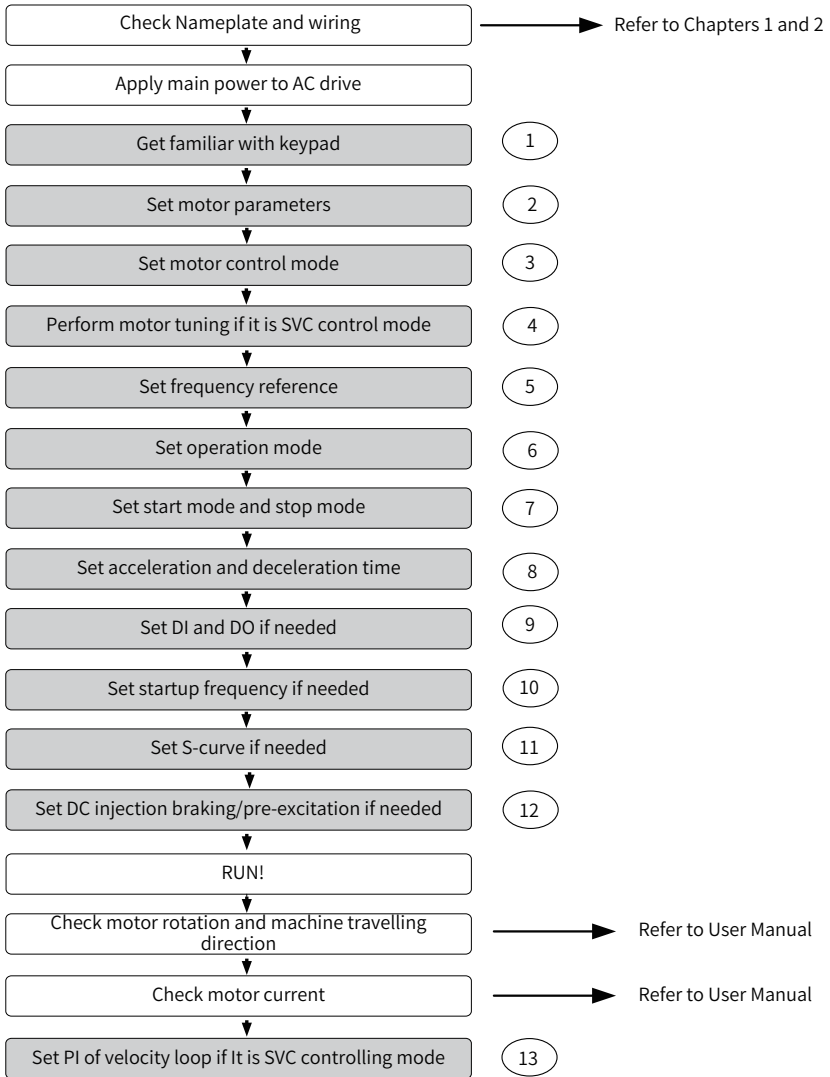 Check Nameplate and wiring
Refer to Chapters 1 and 2
Apply main power to AC drive
Get familiar with keypad
1
Set motor parameters
2
Set motor control mode
3
Perform motor tuning if it is SVC control mode
4
Set frequency reference
5
Set operation mode
6
Set start mode and stop mode
7
Set acceleration and deceleration time
8
Set DI and DO if needed
9
Set startup frequency if needed
10
Set S-curve if needed
11
Set DC injection braking/pre-excitation if needed
12
RUN!
Check motor rotation and machine travelling
direction
Refer to User Manual
Check motor current
Refer to User Manual
Set PI of velocity loop if It is SVC controlling mode
13